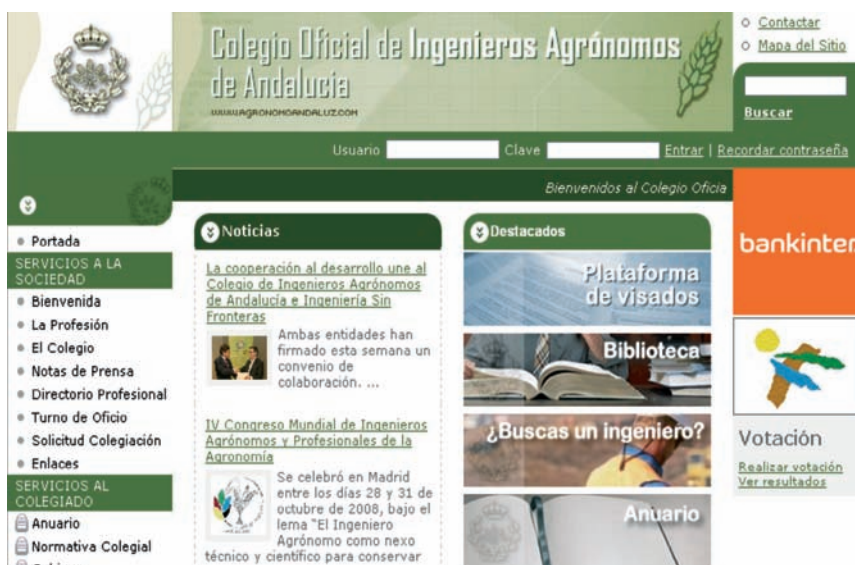 Colegio Oficial de Ingenieros Agrónomos
de Andalucia
WWW.AGRONOMOANDALUZ.COM
Contactar
Mapa del Sitio
Buscar
Usuario
Clave
Entrar | Recordar contraseña
Bienvenidos al Colegio Oficia
Portada
SERVICIOS A LA
SOCIEDAD
Bienvenida
La Profesión
El Colegio
Notas de Prensa
Directorio Profesional
Turno de Oficio
Solicitud Colegiación
Enlaces
SERVICIOS AL
COLEGIADO
Anuario
Normativa Colegial
Noticias
La cooperación al desarrollo une al
Colegio de Ingenieros Agrónomos
de Andalucía e Ingeniería Sin
Fronteras
Ambas entidades han
firmado esta semana un
convenio de
colaboración. ...
IV Congreso Mundial de Ingenieros
Agrónomos y Profesionales de la
Agronomía
Se celebró en Madrid
entre los días 28 y 31 de
octubre de 2008, bajo el
lema "El Ingeniero
Agrónomo como nexo
técnico y científico para conservar
Destacados
Plataforma
de visados
Biblioteca
¿Buscas un ingeniero?
Anuario
bankinter
Votación
Realizar votación
Ver resultados